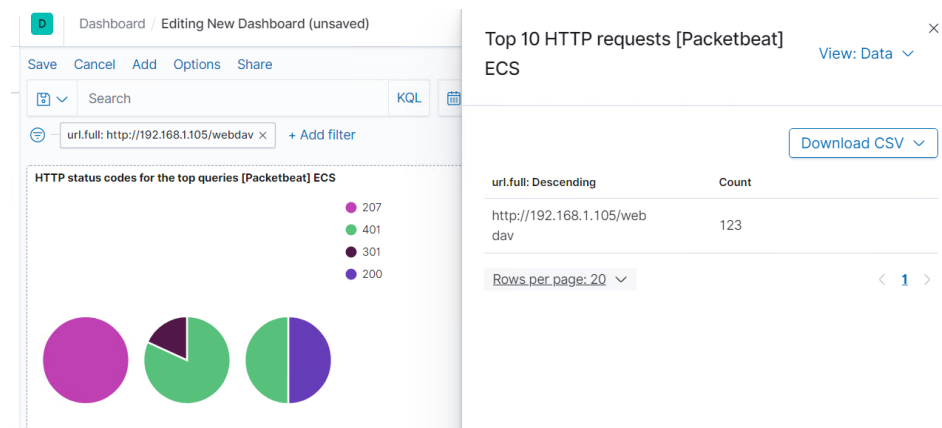 D
Dashboard / Editing New Dashboard (unsaved)
Save Cancel Add Options Share
Search
KQL
url.full: http://192.168.1.105/webdav ×
+ Add filter
HTTP status codes for the top queries [Packetbeat] ECS
207
401
301
200
Top 10 HTTP requests [Packetbeat]
ECS
View: Data
Download CSV
url.full: Descending Count
http://192.168.1.105/web
dav
123
Rows per page: 20
1